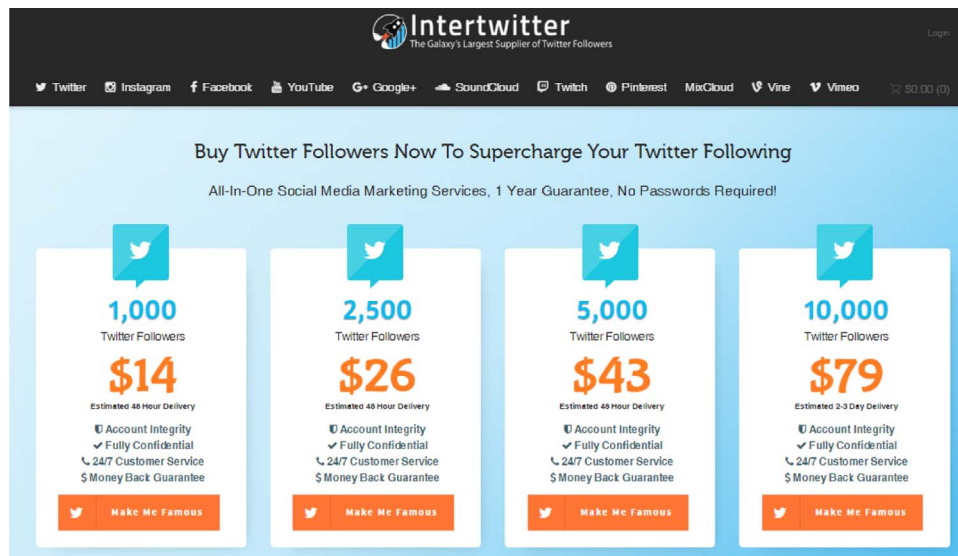 Intertwitter
The Galaxy's Largest Supplier of Twitter Followers
Login
Twitter Instagram Facebook YouTube Google+ SoundCloud Twitch Pinterest MixCloud Vine Vimeo $0.00 (0)
Buy Twitter Followers Now To Supercharge Your Twitter Following
All-In-One Social Media Marketing Services, 1 Year Guarantee, No Passwords Required!
1,000
Twitter Followers
$14
Estimated 48 Hour Delivery
Account Integrity
Fully Confidential
24/7 Customer Service
Money Back Guarantee
Make Me Famous
2,500
Twitter Followers
$26
Estimated 48 Hour Delivery
Account Integrity
Fully Confidential
24/7 Customer Service
Money Back Guarantee
Make Me Famous
5,000
Twitter Followers
$43
Estimated 48 Hour Delivery
Account Integrity
Fully Confidential
24/7 Customer Service
Money Back Guarantee
Make Me Famous
10,000
Twitter Followers
$79
Estimated 2-3 Day Delivery
Account Integrity
Fully Confidential
24/7 Customer Service
Money Back Guarantee
Make Me Famous